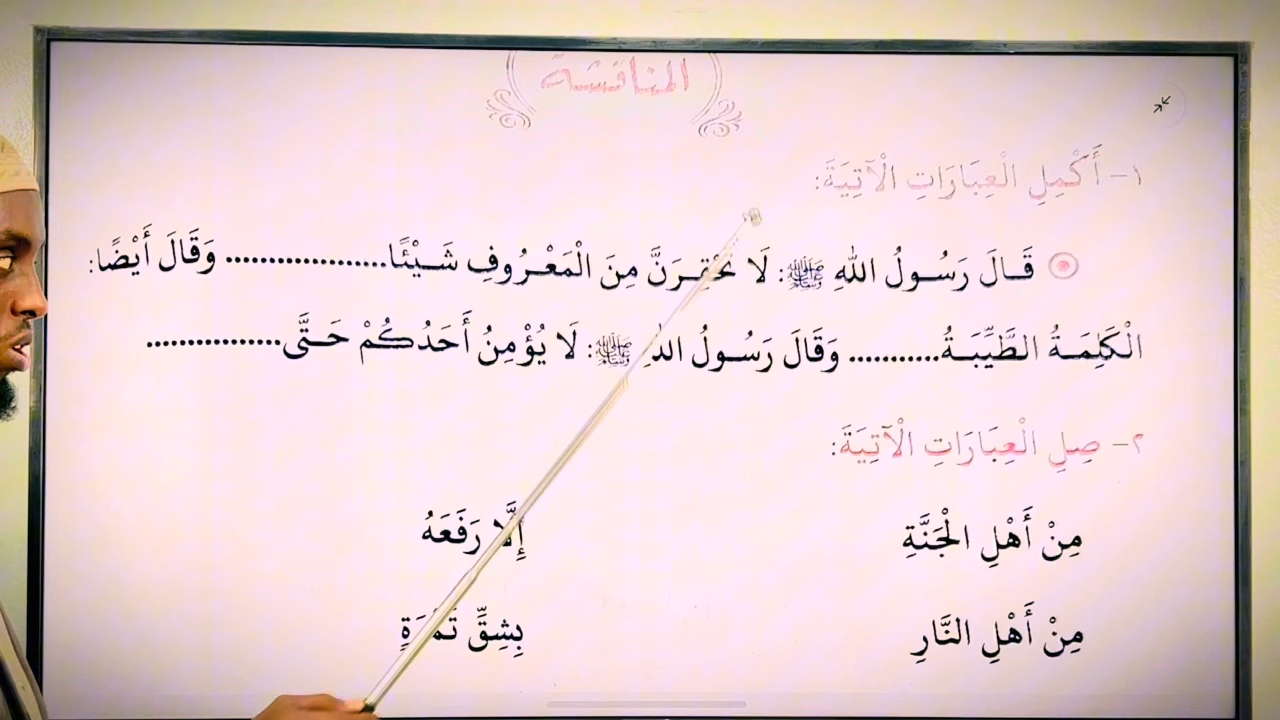 المناقشة
١- أَكْمِلِ الْعِبَارَاتِ الْآتِيَةَ:
قَالَ رَسُولُ اللهِ ﷺ: لَا تَحْقِرَنَّ مِنَ الْمَعْرُوفِ شَيْئًا.................. وَقَالَ أَيْضًا:
الْكَلِمَةُ الطَّيِّبَةُ........... وَقَالَ رَسُولُ اللهِ ﷺ: لَا يُؤْمِنُ أَحَدُكُمْ حَتَّى................
٢- صِلِ الْعِبَارَاتِ الْآتِيَةَ:
مِنْ أَهْلِ الْجَنَّةِ إِلَّا رَفَعَهُ
مِنْ أَهْلِ النَّارِ بِشِقِّ تَمْرَةٍ